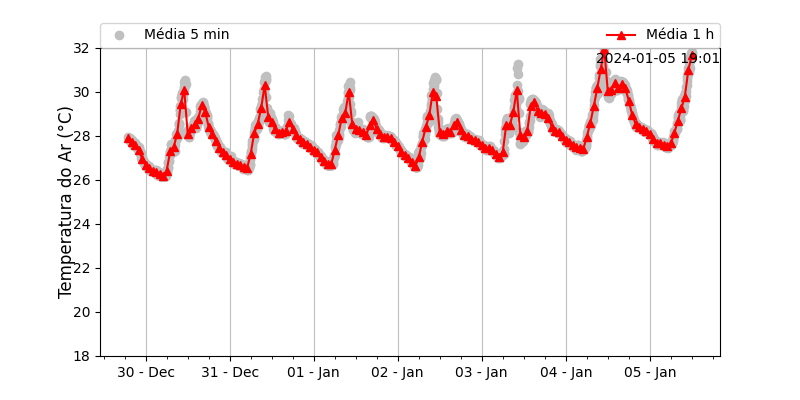 Média 5 min
Média 1 h
2024-01-05 19:01
Temperatura do Ar (°C)
32
30
28
26
24
22
20
18
30 - Dec
31 - Dec
01 - Jan
02 - Jan
03 - Jan
04 - Jan
05 - Jan